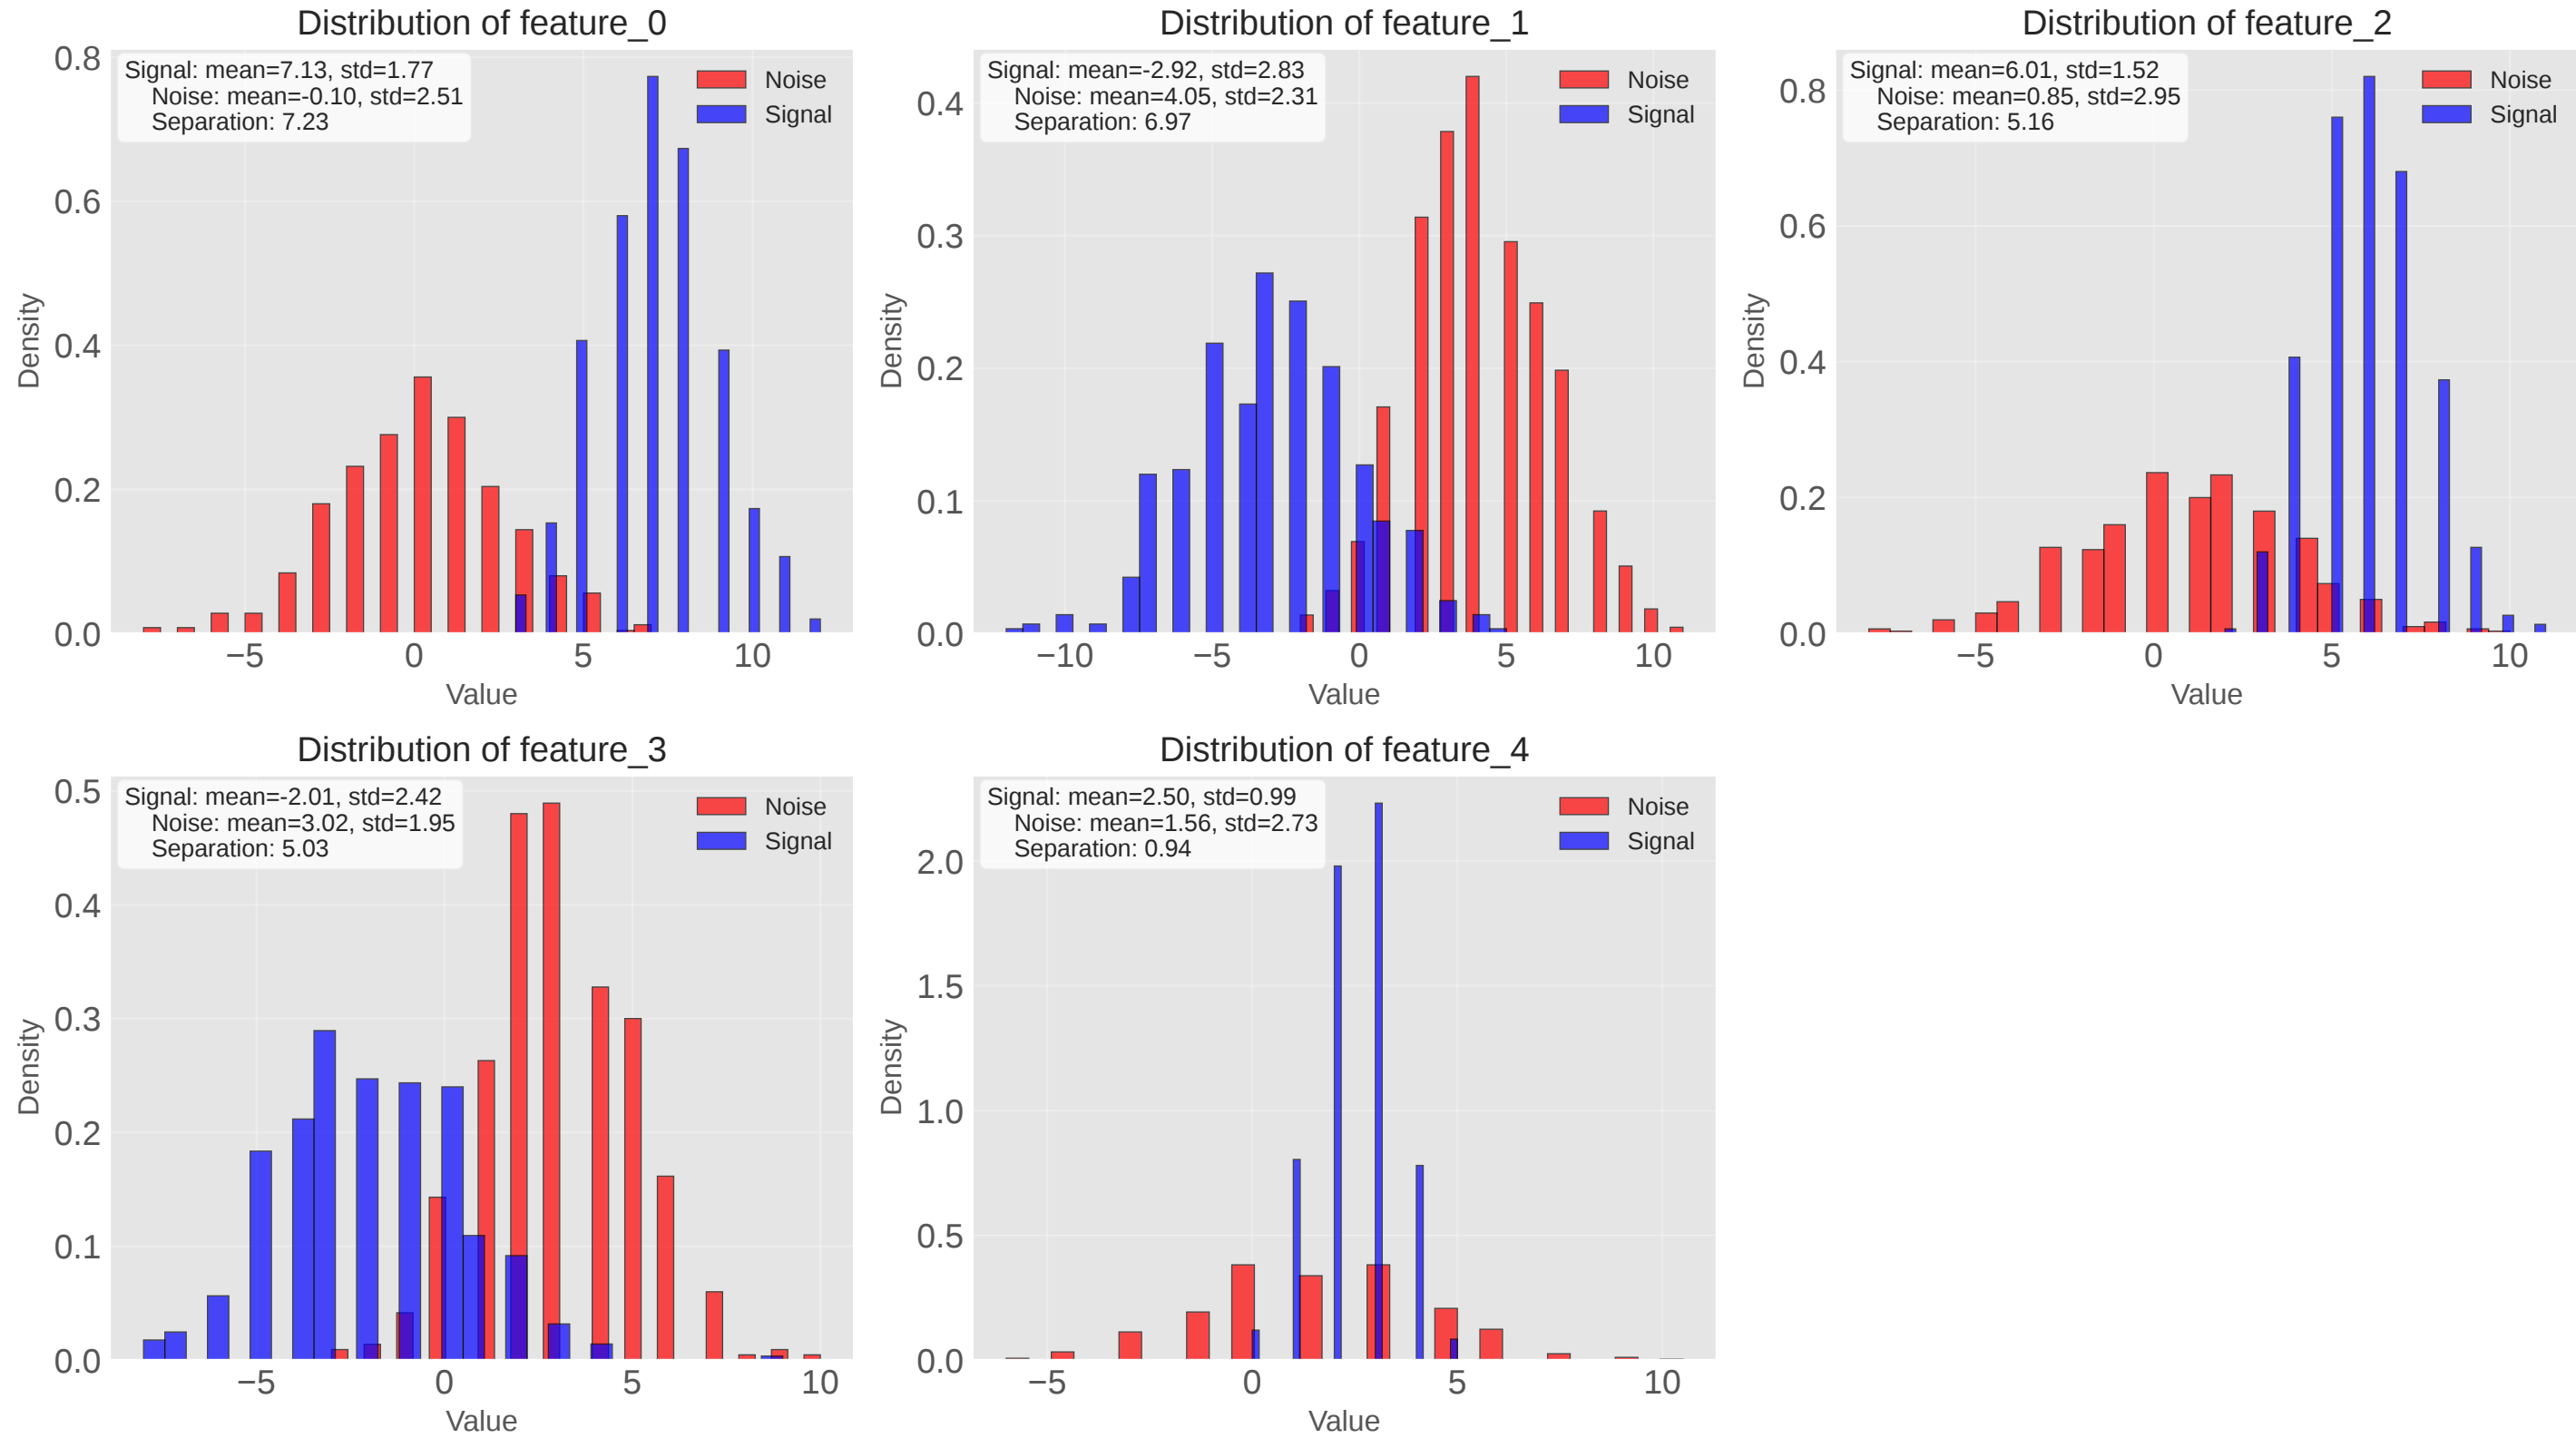 Distribution of feature_0
Signal: mean=7.13, std=1.77
Noise: mean=-0.10, std=2.51
Separation: 7.23
Noise
Signal
Density
0.8
0.6
0.4
0.2
0.0
−5 0 5 10
Value
Distribution of feature_1
Signal: mean=-2.92, std=2.83
Noise: mean=4.05, std=2.31
Separation: 6.97
Noise
Signal
Density
0.4
0.3
0.2
0.1
0.0
−10 −5 0 5 10
Value
Distribution of feature_2
Signal: mean=6.01, std=1.52
Noise: mean=0.85, std=2.95
Separation: 5.16
Noise
Signal
Density
0.8
0.6
0.4
0.2
0.0
−5 0 5 10
Value
Distribution of feature_3
Signal: mean=-2.01, std=2.42
Noise: mean=3.02, std=1.95
Separation: 5.03
Noise
Signal
Density
0.5
0.4
0.3
0.2
0.1
0.0
−5 0 5 10
Value
Distribution of feature_4
Signal: mean=2.50, std=0.99
Noise: mean=1.56, std=2.73
Separation: 0.94
Noise
Signal
Density
2.0
1.5
1.0
0.5
0.0
−5 0 5 10
Value